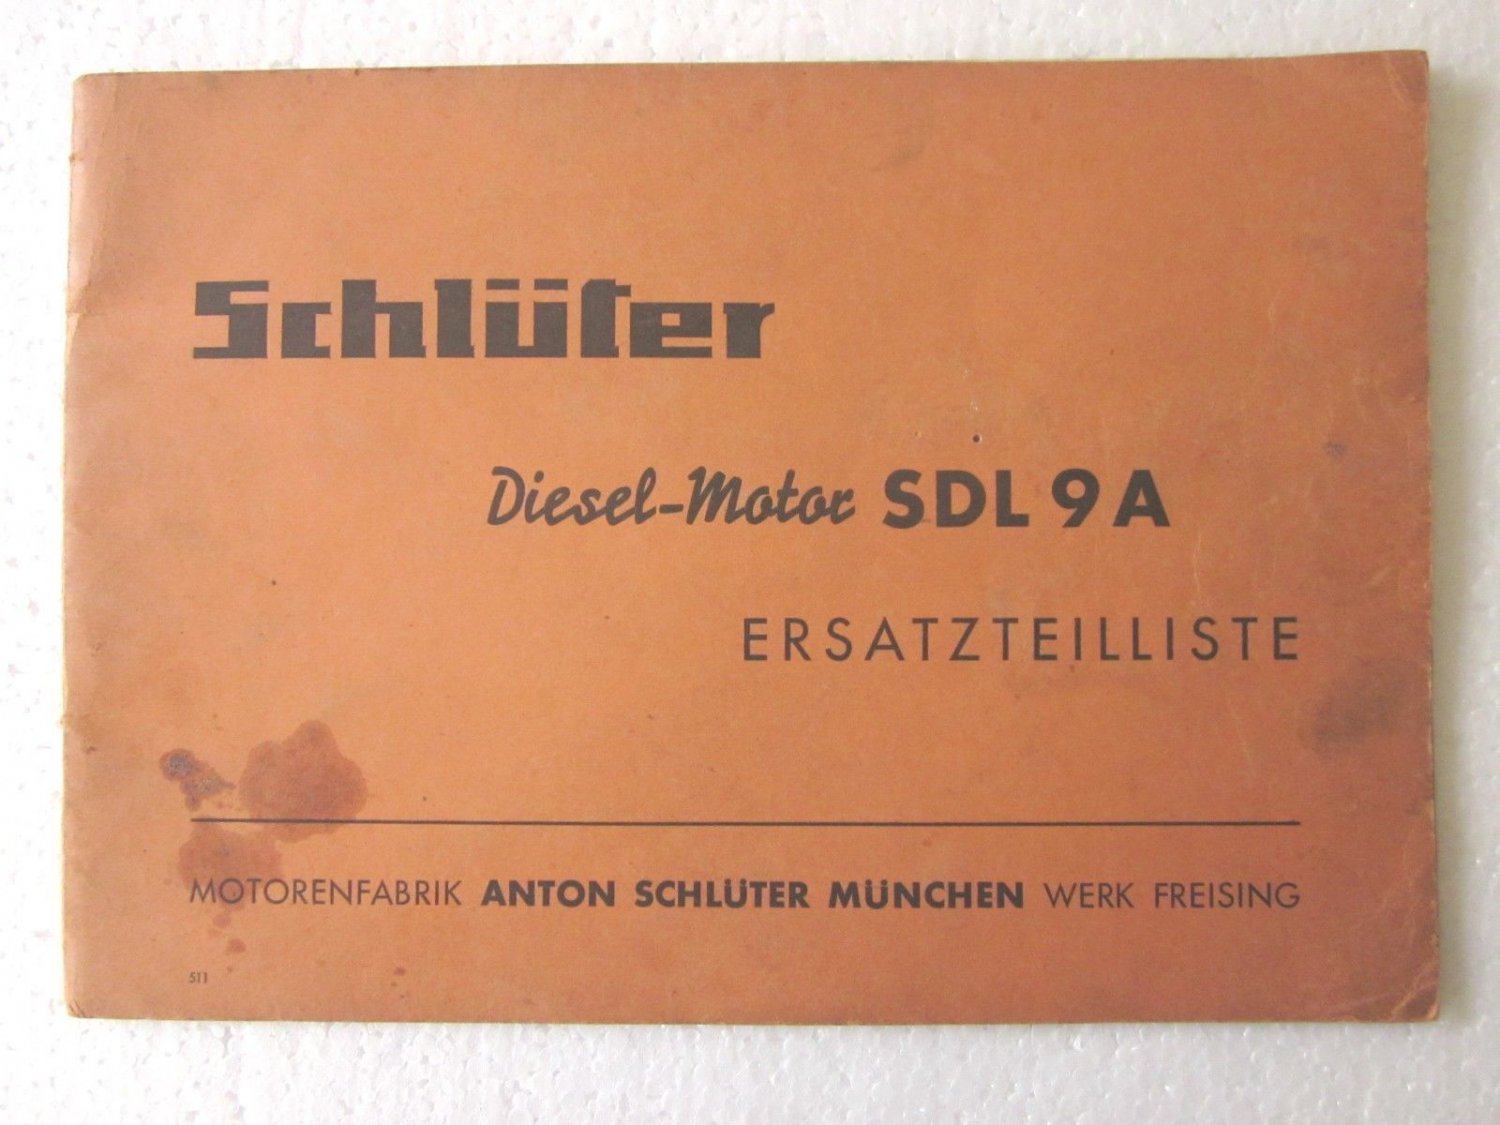 Schlüter
Diesel-Motor SDL 9 A
ERSATZTEILLISTE
MOTORENFABRIK ANTON SCHLÜTER MÜNCHEN WERK FREISING
511